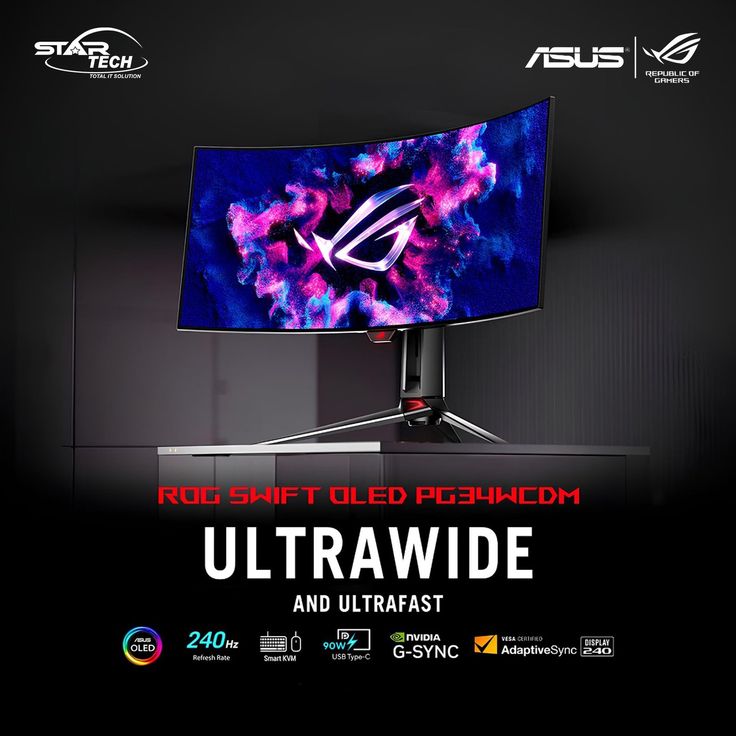 STAR
TECH
TOTAL IT SOLUTION
ASUS
REPUBLIC OF
GAMERS
ROG SWIFT OLED PG34WCDM
ULTRAWIDE
AND ULTRAFAST
ASUS
OLED
240Hz
Refresh Rate
Smart KVM
90W
USB Type-C
NVIDIA
G-SYNC
VESA CERTIFIED
AdaptiveSync
DISPLAY
240